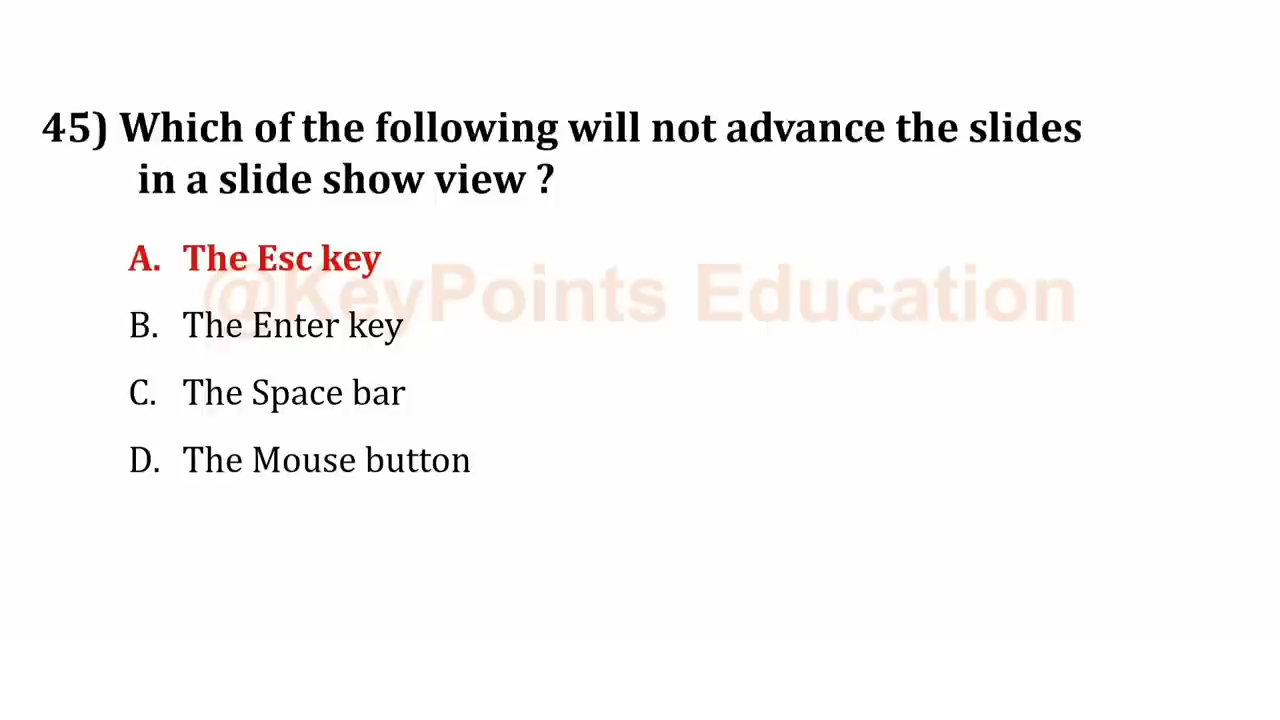 45) Which of the following will not advance the slides
in a slide show view ?
A. The Esc key
@KeyPoints Education
B. The Enter key
C. The Space bar
D. The Mouse button